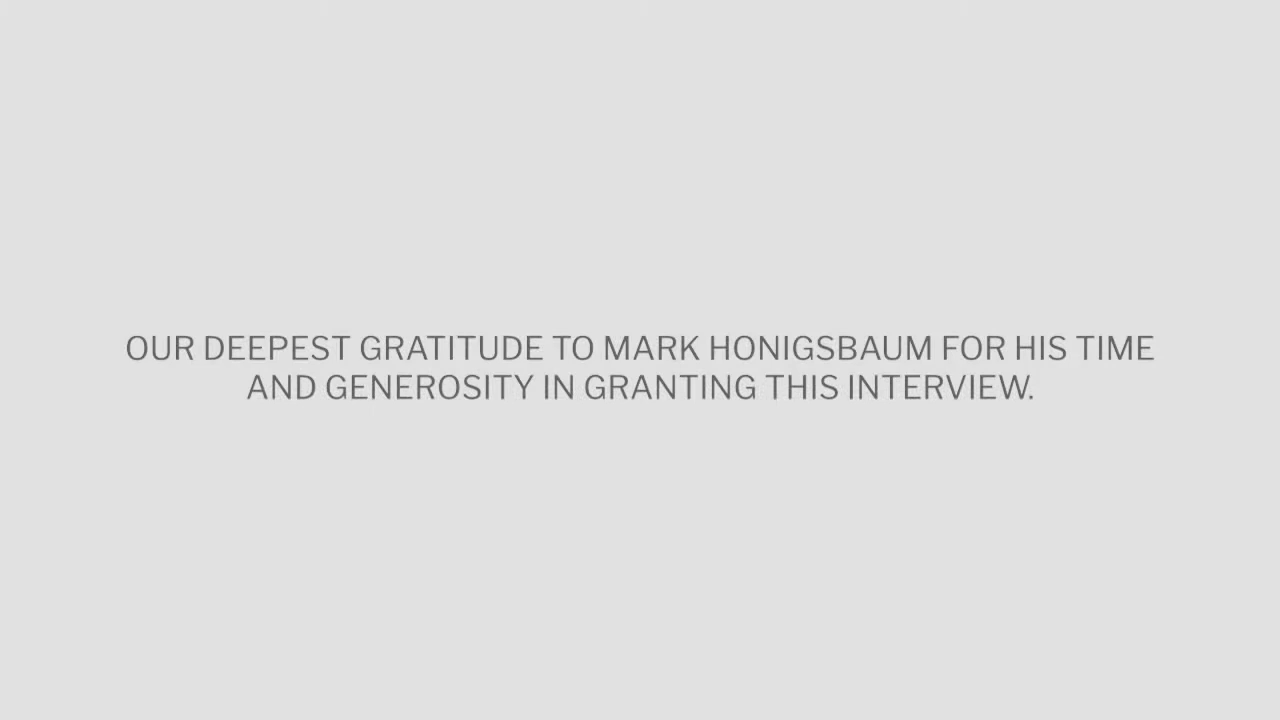 OUR DEEPEST GRATITUDE TO MARK HONIGSBAUM FOR HIS TIME
AND GENEROSITY IN GRANTING THIS INTERVIEW.